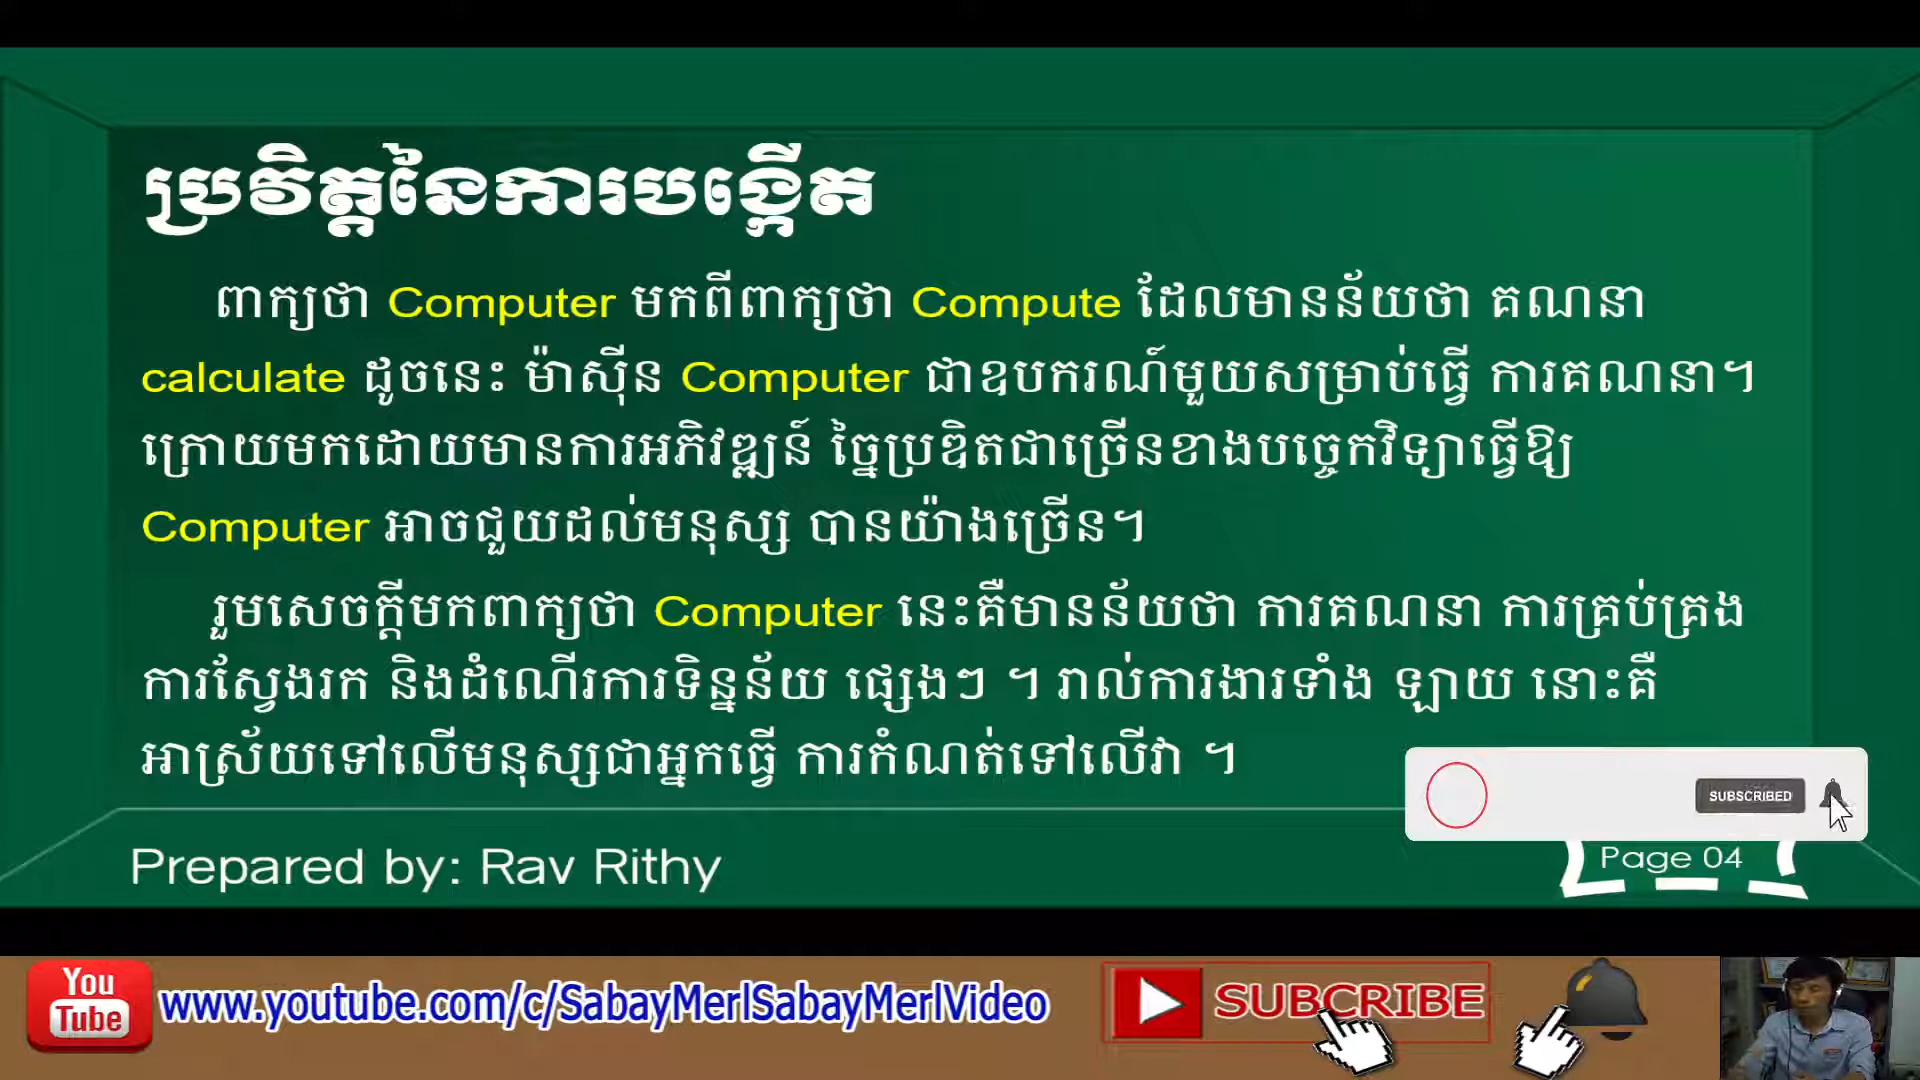 ប្រវិត្តនៃការបង្កើត
ពាក្យថា Computer មកពីពាក្យថា Compute ដែលមានន័យថា គណនា
calculate ដូចនេះ ម៉ាស៊ីន Computer ជាឧបករណ៍មួយសម្រាប់ធ្វើ ការគណនា។
ក្រោយមកដោយមានការអភិវឌ្ឍន៍ ច្នៃប្រឌិតជាច្រើនខាងបច្ចេកវិទ្យាធ្វើឱ្យ
Computer អាចជួយដល់មនុស្ស បានយ៉ាងច្រើន។
រួមសេចក្តីមកពាក្យថា Computer នេះគឺមានន័យថា ការគណនា ការគ្រប់គ្រង
ការស្វែងរក និងដំណើរការទិន្នន័យ ផ្សេងៗ ។ រាល់ការងារទាំង ឡាយ នោះគឺ
អាស្រ័យទៅលើមនុស្សជាអ្នកធ្វើ ការកំណត់ទៅលើវា ។
SUBSCRIBED
Prepared by: Rav Rithy
Page 04
You
Tube
www.youtube.com/c/SabayMerlSabayMerlVideo
SUBCRIBE